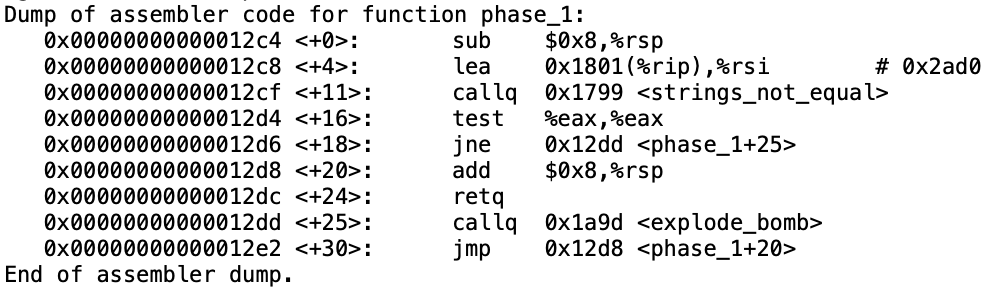 Dump of assembler code for function phase_1:
   0x00000000000012c4 <+0>:     sub    $0x8,%rsp
   0x00000000000012c8 <+4>:     lea    0x1801(%rip),%rsi        # 0x2ad0
   0x00000000000012cf <+11>:    callq  0x1799 <strings_not_equal>
   0x00000000000012d4 <+16>:    test   %eax,%eax
   0x00000000000012d6 <+18>:    jne    0x12dd <phase_1+25>
   0x00000000000012d8 <+20>:    add    $0x8,%rsp
   0x00000000000012dc <+24>:    retq
   0x00000000000012dd <+25>:    callq  0x1a9d <explode_bomb>
   0x00000000000012e2 <+30>:    jmp    0x12d8 <phase_1+20>
End of assembler dump.